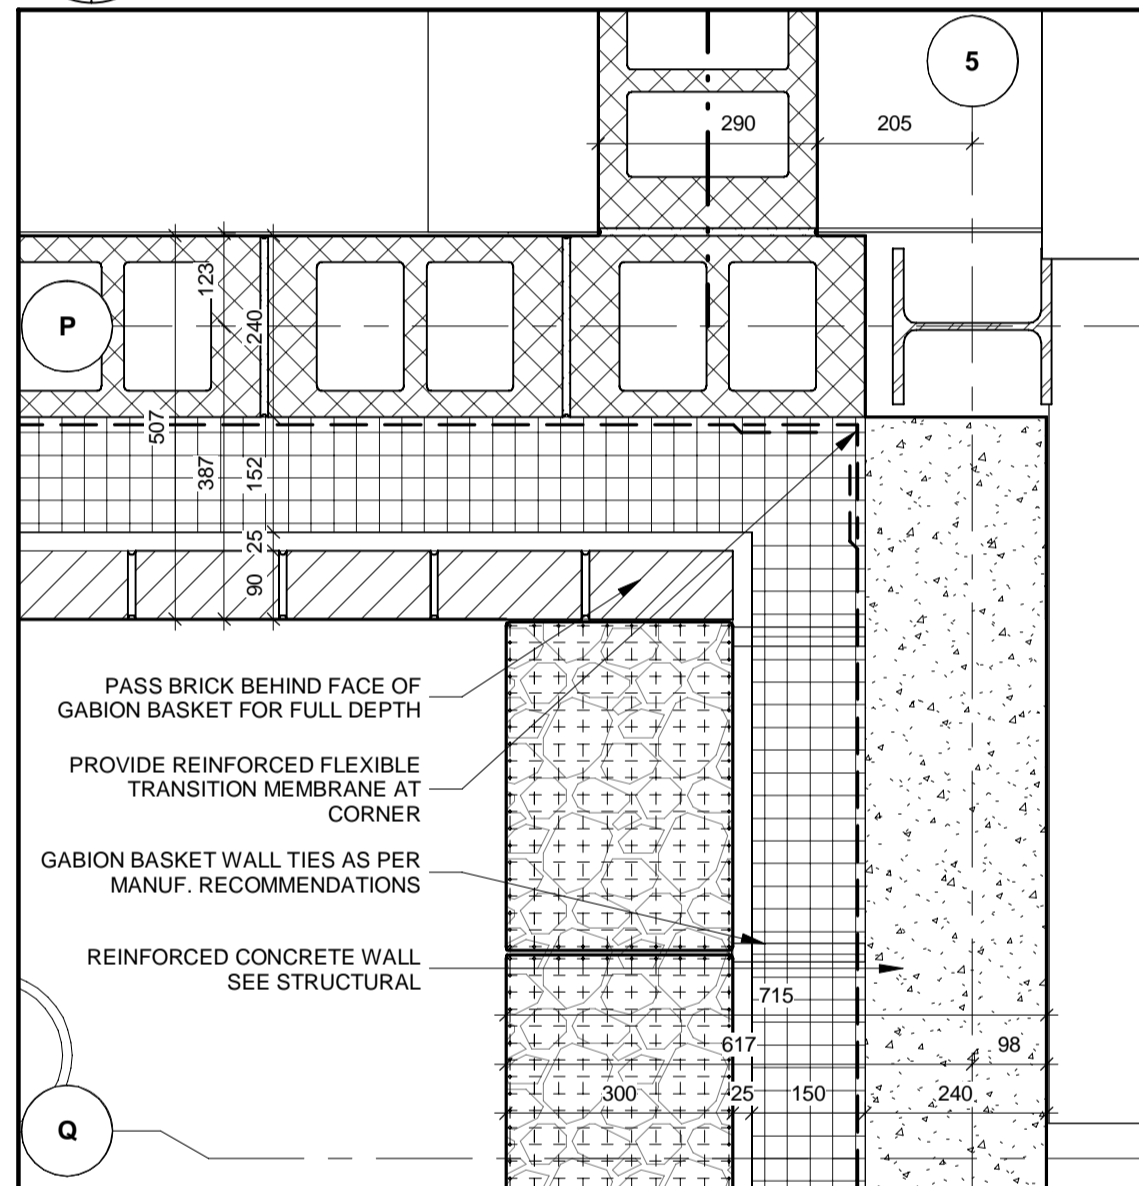 5
290
205
P
123
240
507
387
152
25
90
PASS BRICK BEHIND FACE OF
GABION BASKET FOR FULL DEPTH
PROVIDE REINFORCED FLEXIBLE
TRANSITION MEMBRANE AT
CORNER
GABION BASKET WALL TIES AS PER
MANUF. RECOMMENDATIONS
REINFORCED CONCRETE WALL
SEE STRUCTURAL
715
617
98
300
25
150
240
Q